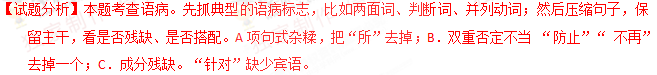 【试题分析】本题考查语病。先抓典型的语病标志，比如两面词、判断词、并列动词；然后压缩句子，保
留主干，看是否残缺、是否搭配。A 项句式杂糅，把“所”去掉；B．双重否定不当 “防止”“ 不再”
去掉一个；C．成分残缺。“针对”缺少宾语。